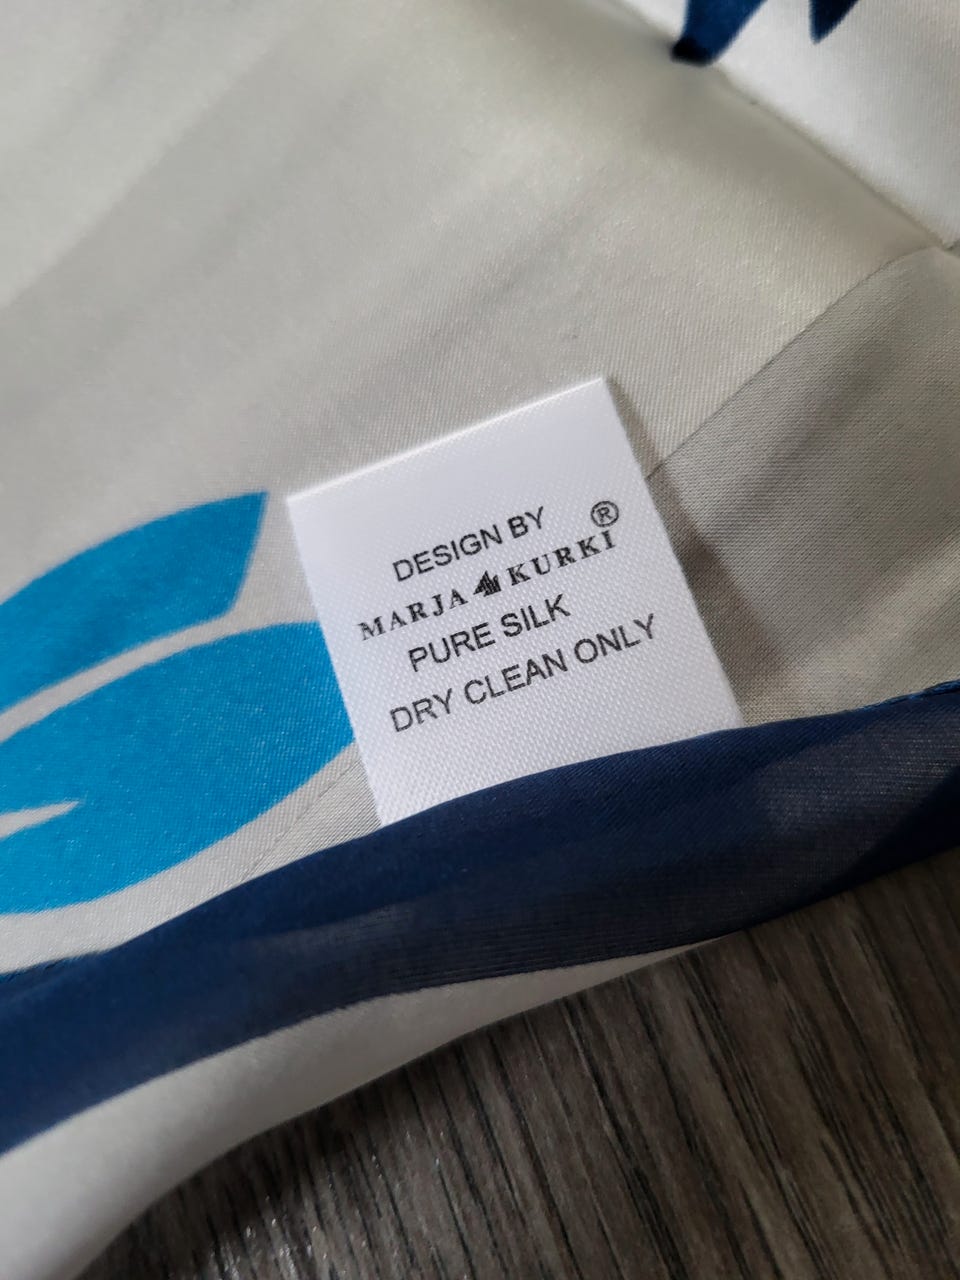 DESIGN BY
MARJA KURKI®
PURE SILK
DRY CLEAN ONLY